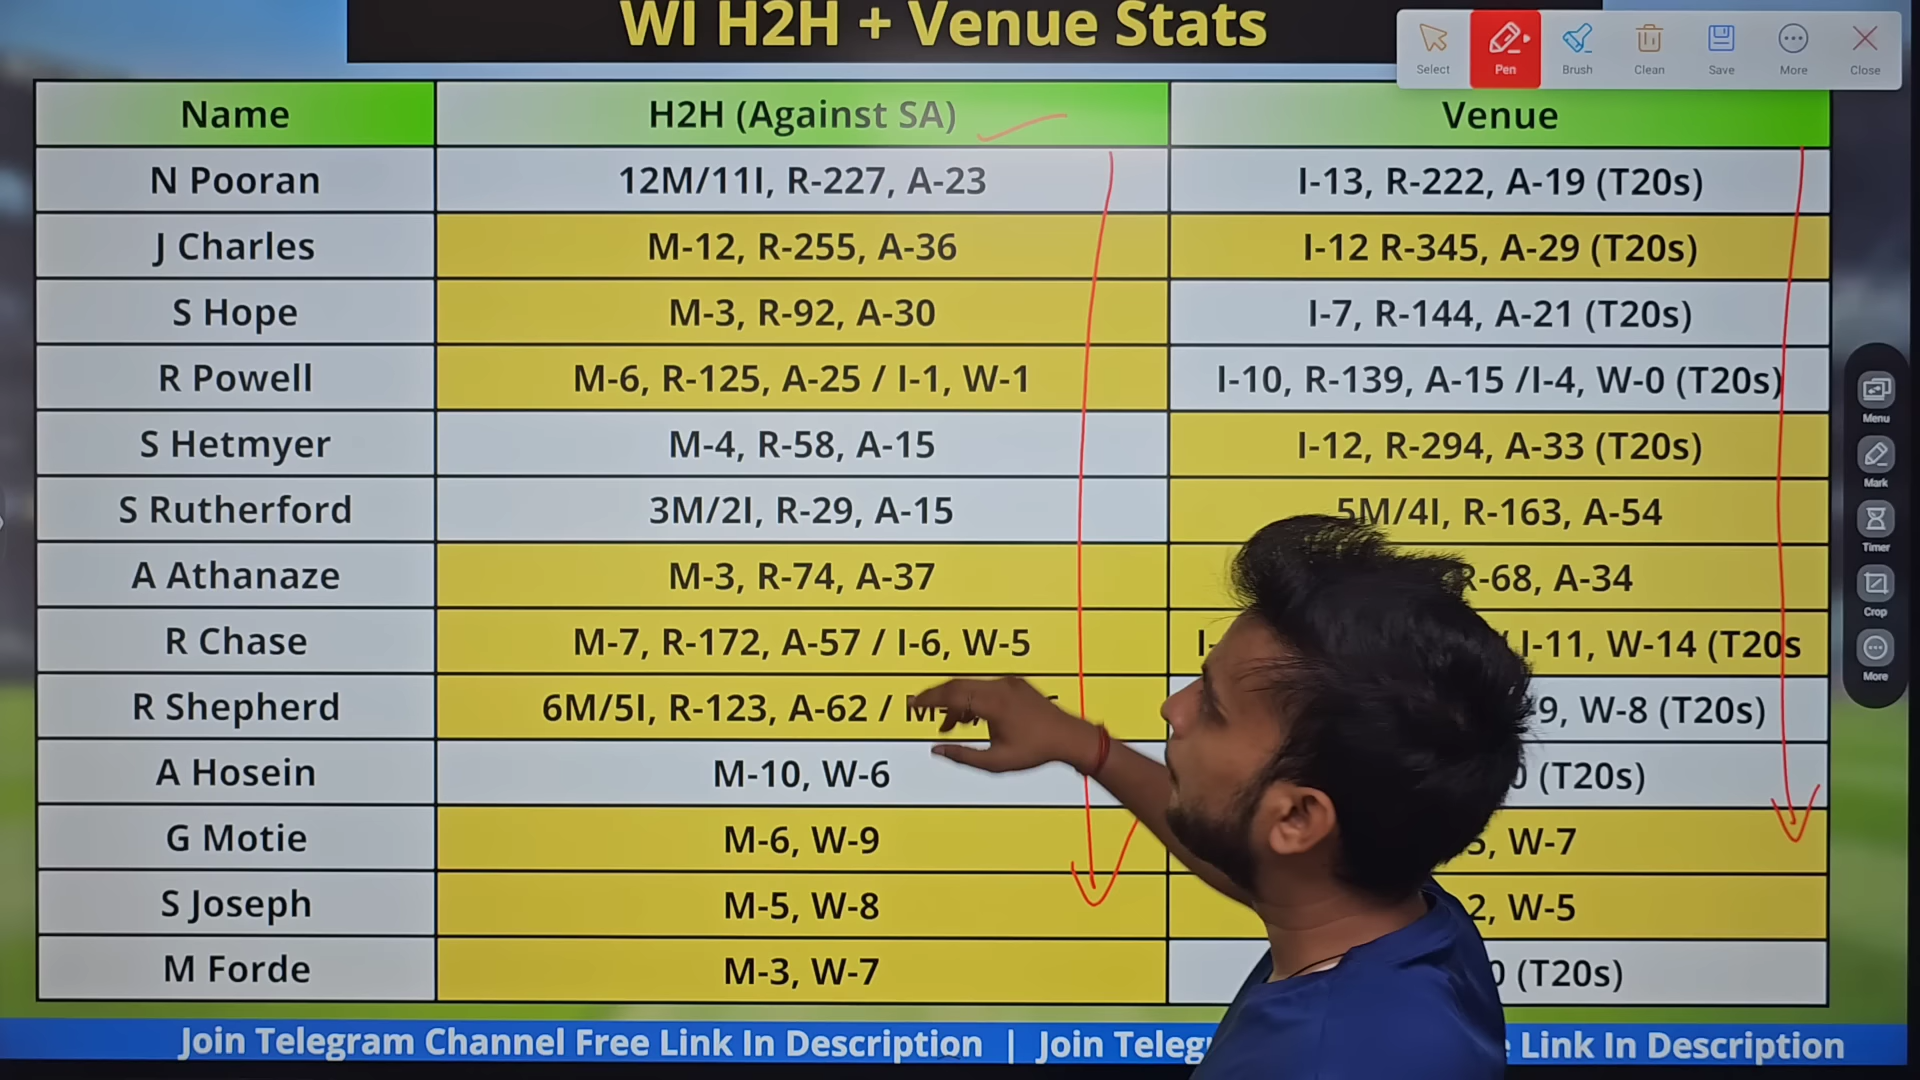 WI H2H + Venue Stats
Select Pen Brush Clean Save More Close
Name H2H (Against SA) Venue
N Pooran 12M/11I, R-227, A-23 I-13, R-222, A-19 (T20s)
J Charles M-12, R-255, A-36 I-12 R-345, A-29 (T20s)
S Hope M-3, R-92, A-30 I-7, R-144, A-21 (T20s)
R Powell M-6, R-125, A-25 / I-1, W-1 I-10, R-139, A-15 /I-4, W-0 (T20s)
S Hetmyer M-4, R-58, A-15 I-12, R-294, A-33 (T20s)
S Rutherford 3M/2I, R-29, A-15 5M/4I, R-163, A-54
A Athanaze M-3, R-74, A-37 R-68, A-34
R Chase M-7, R-172, A-57 / I-6, W-5 I-11, W-14 (T20s
R Shepherd 6M/5I, R-123, A-62 / W-8 (T20s)
A Hosein M-10, W-6 (T20s)
G Motie M-6, W-9 W-7
S Joseph M-5, W-8 W-5
M Forde M-3, W-7 (T20s)
Menu
Mark
Timer
Crop
More
Join Telegram Channel Free Link In Description | Join Link In Description